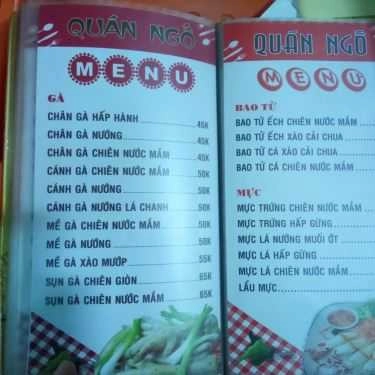 QUÁN NGỐ
MENU
GÀ
CHÂN GÀ HẤP HÀNH 45K
CHÂN GÀ NƯỚNG 45K
CHÂN GÀ CHIÊN NƯỚC MẮM 45K
CÁNH GÀ CHIÊN NƯỚC MẮM 50K
CÁNH GÀ NƯỚNG 50K
CÁNH GÀ NƯỚNG LÁ CHANH 50K
MỀ GÀ CHIÊN NƯỚC MẮM 50K
MỀ GÀ NƯỚNG 50K
MỀ GÀ XÀO MƯỚP 55K
SỤN GÀ CHIÊN GIÒN 65K
SỤN GÀ CHIÊN NƯỚC MẮM 65K
QUÁN NGỐ
MENU
BAO TỬ
BAO TỬ ẾCH CHIÊN NƯỚC MẮM
BAO TỬ ẾCH XÀO CẢI CHUA
BAO TỬ CÁ XÀO CẢI CHUA
BAO TỬ CÁ CHIÊN NƯỚC MẮM
MỰC
MỰC TRỨNG CHIÊN NƯỚC MẮM
MỰC TRỨNG HẤP GỪNG
MỰC LÁ NƯỚNG MUỐI ỚT
MỰC LÁ HẤP GỪNG
MỰC LÁ CHIÊN NƯỚC MẮM
LẨU MỰC